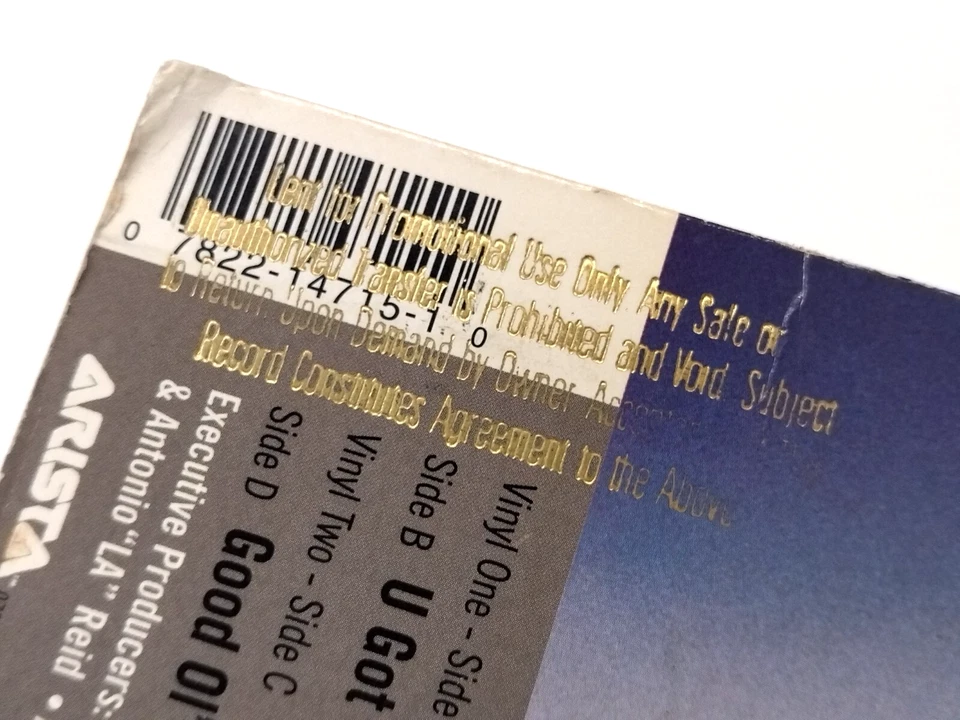 0 7822-14715-1 0
Lent for Promotional Use Only Any Sale or
Unauthorized Transfer is Prohibited and Void Subject
to Return Upon Demand by Owner
Record Constitutes Agreement to the Above
Vinyl One - Side
Side B U Got
Vinyl Two - Side C
Side D Good Ol'
Executive Producers:
& Antonio "LA" Reid •
ARISTA